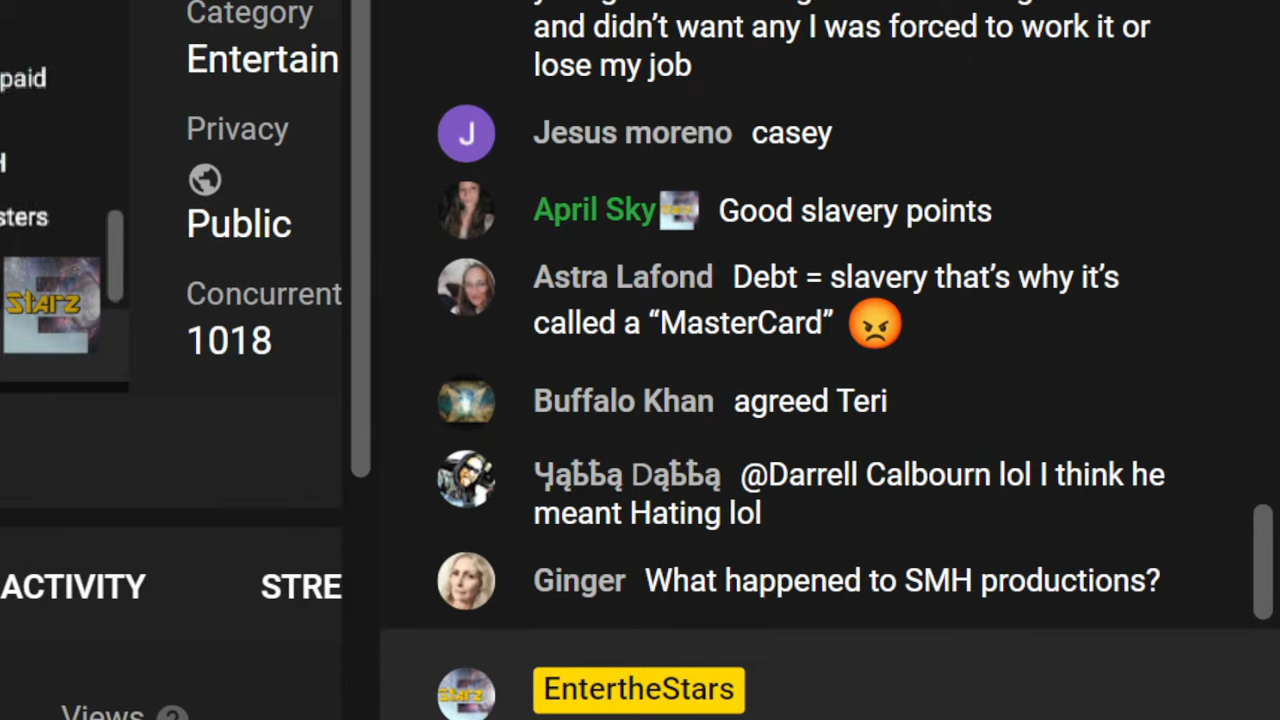 Category
Entertain
paid
Privacy
Public
sters
Starz
Concurrent
1018
ACTIVITY STRE
Views ?
and didn’t want any I was forced to work it or
lose my job
J Jesus moreno casey
April Sky Good slavery points
Astra Lafond Debt = slavery that’s why it’s
called a “MasterCard” 😡
Buffalo Khan agreed Teri
Ⴗąҍҍą Dąҍҍą @Darrell Calbourn lol I think he
meant Hating lol
Ginger What happened to SMH productions?
Starz EntertheStars